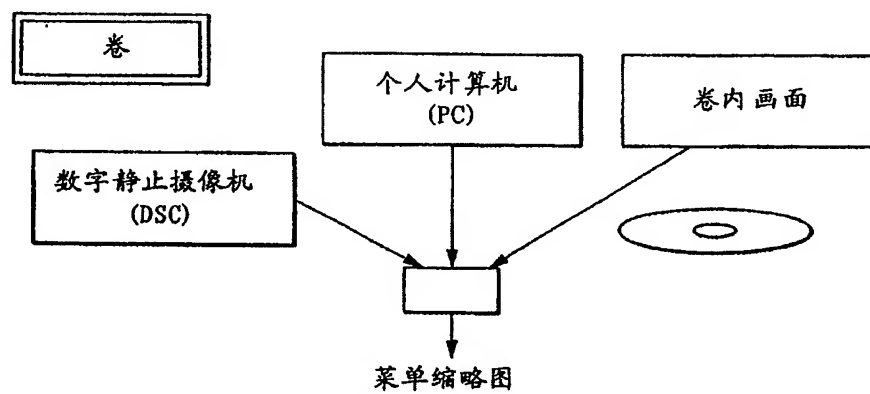 卷
个人计算机
(PC)
卷内画面
数字静止摄像机
(DSC)
菜单缩略图